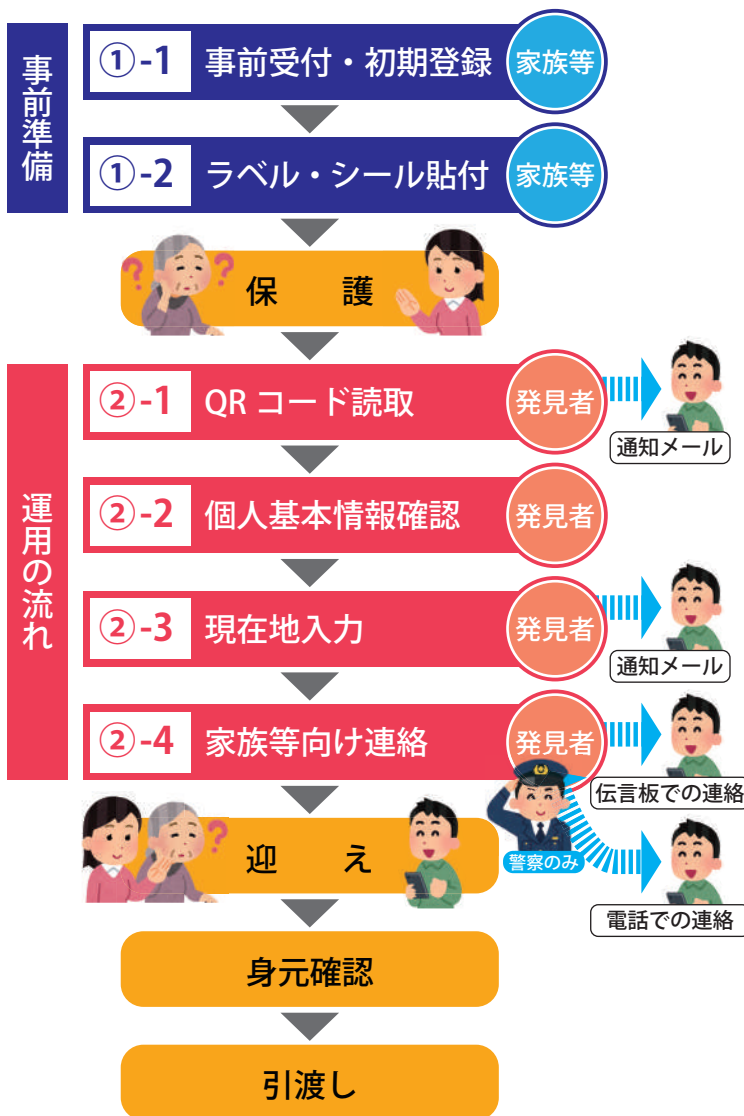 事前準備
①-1 事前受付・初期登録 家族等
①-2 ラベル・シール貼付 家族等
保 護
運用の流れ
②-1 QRコード読取 発見者
通知メール
②-2 個人基本情報確認 発見者
②-3 現在地入力 発見者
通知メール
②-4 家族等向け連絡 発見者
伝言板での連絡
迎 え
警察のみ
電話での連絡
身元確認
引渡し